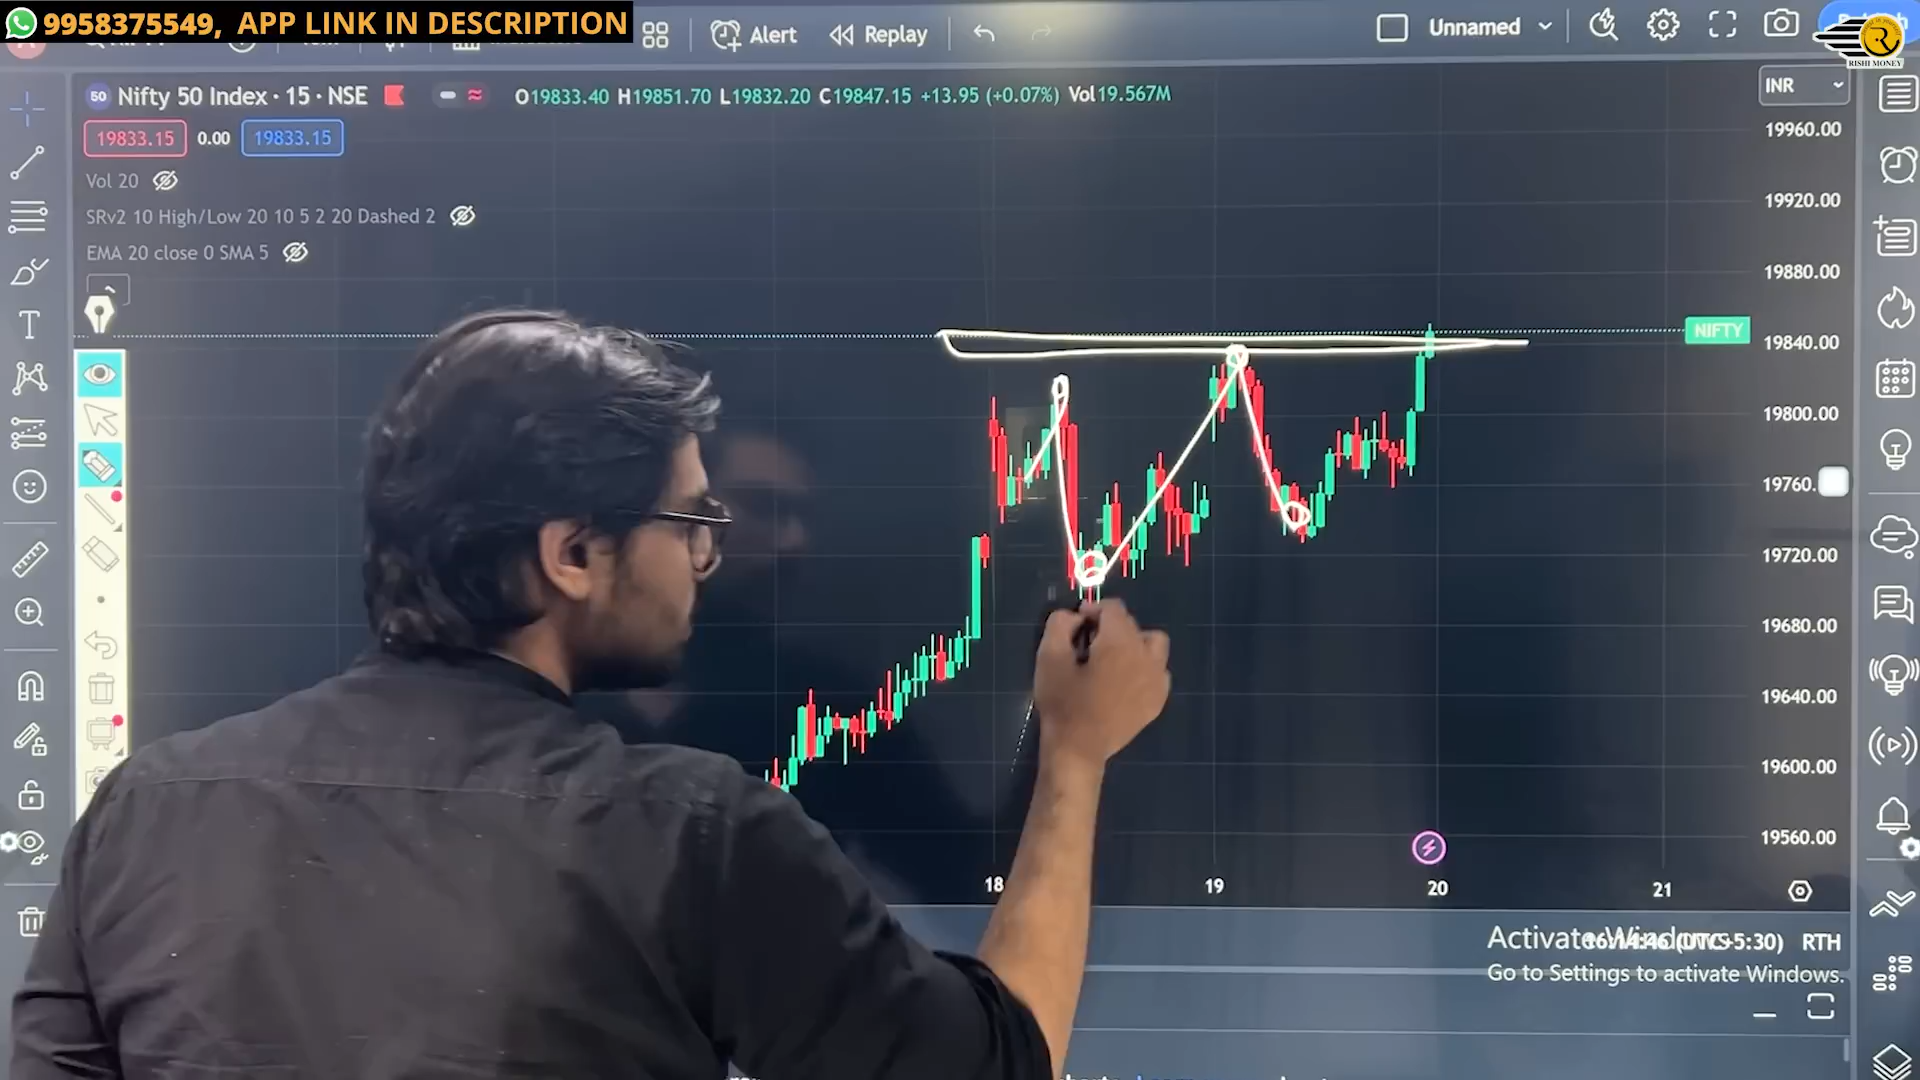 9958375549, APP LINK IN DESCRIPTION
Alert
Replay
Unnamed
RISHI MONEY
50 Nifty 50 Index · 15 · NSE
O19833.40 H19851.70 L19832.20 C19847.15 +13.95 (+0.07%) Vol19.567M
INR
19833.15 0.00 19833.15
Vol 20
SRv2 10 High/Low 20 10 5 2 20 Dashed 2
EMA 20 close 0 SMA 5
19960.00
19920.00
19880.00
NIFTY
19840.00
19800.00
19760.
19720.00
19680.00
19640.00
19600.00
19560.00
18 19 20 21
16:14:46 (UTC+5:30) RTH
Activate Windows
Go to Settings to activate Windows.